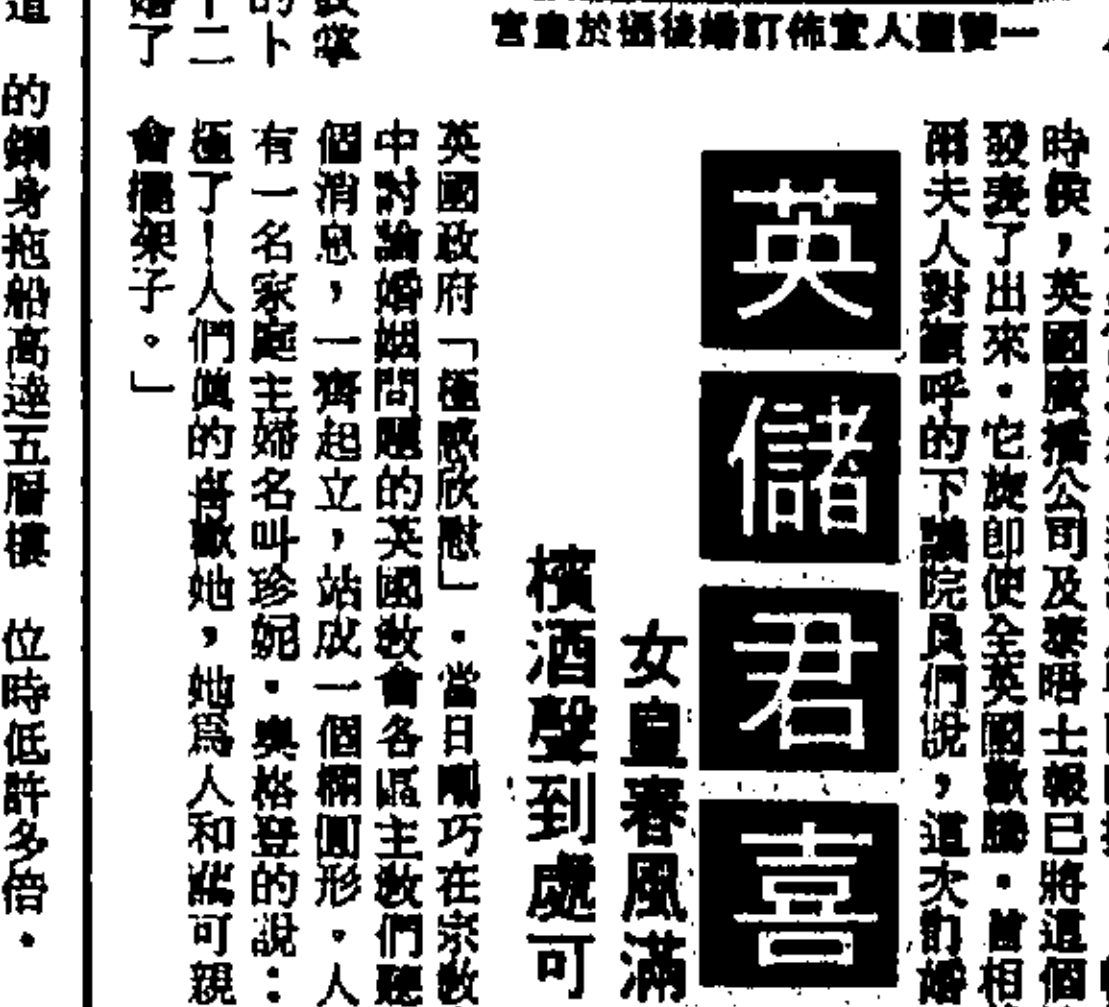 一雙璧人宣佈訂婚後攝於皇宮
時候，英國廣播公司及泰晤士報已將這個
發表了出來。它旋即使全英國歡騰。首相
爾夫人對歡呼的下議院員們說，這次訂婚
英儲君喜
女皇春風滿
檳酒聲到處可
英國政府「極感欣慰」。當日剛巧在宗教
中討論婚姻問題的英國教會各區主教們聽
個消息，一齊起立，站成一個橢圓形。人
有一名家庭主婦名叫珍妮。奧格登的說：
極了！人們真的喜歡她，她爲人和藹可親
會擺架子。」
的鋼身拖船高達五層樓
位時低許多倍。